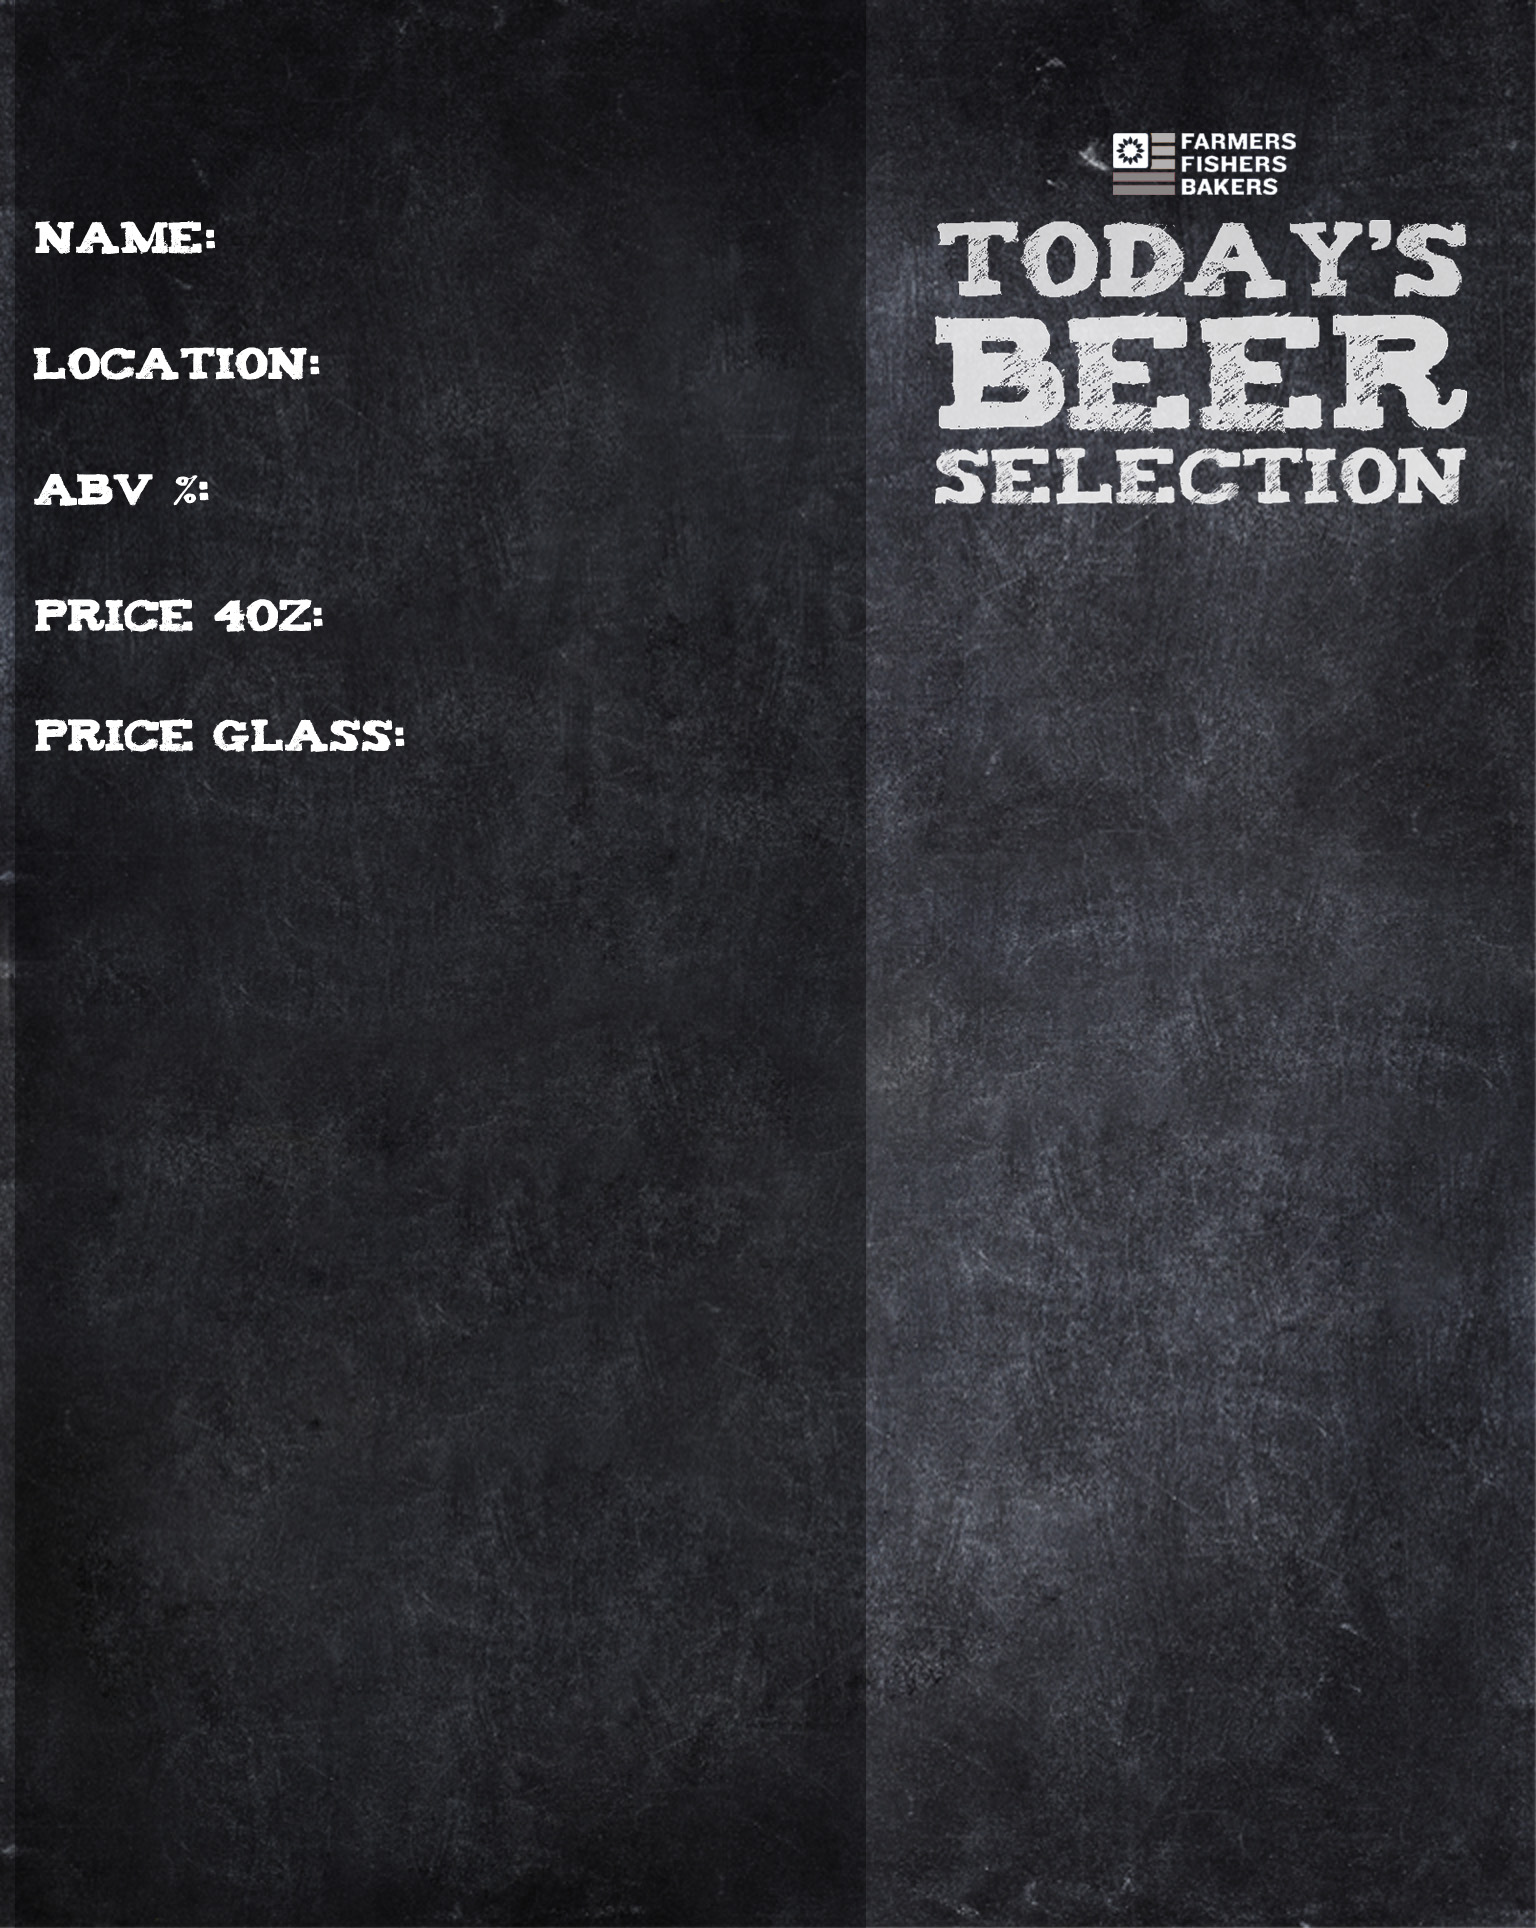 FARMERS
FISHERS
BAKERS
TODAY'S
BEER
SELECTION
NAME:
LOCATION:
ABV %:
PRICE 4OZ:
PRICE GLASS: